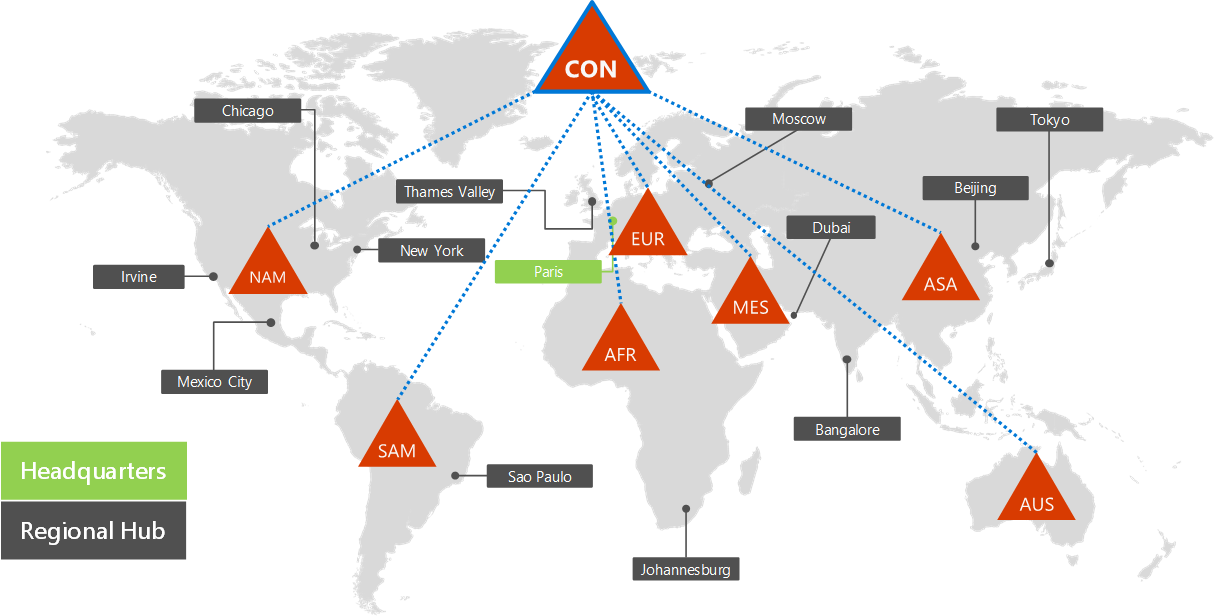 CON
Chicago
Moscow
Tokyo
Thames Valley
Beijing
Dubai
EUR
New York
Paris
Irvine
NAM
ASA
MES
AFR
Mexico City
Bangalore
SAM
Headquarters
Sao Paulo
AUS
Regional Hub
Johannesburg